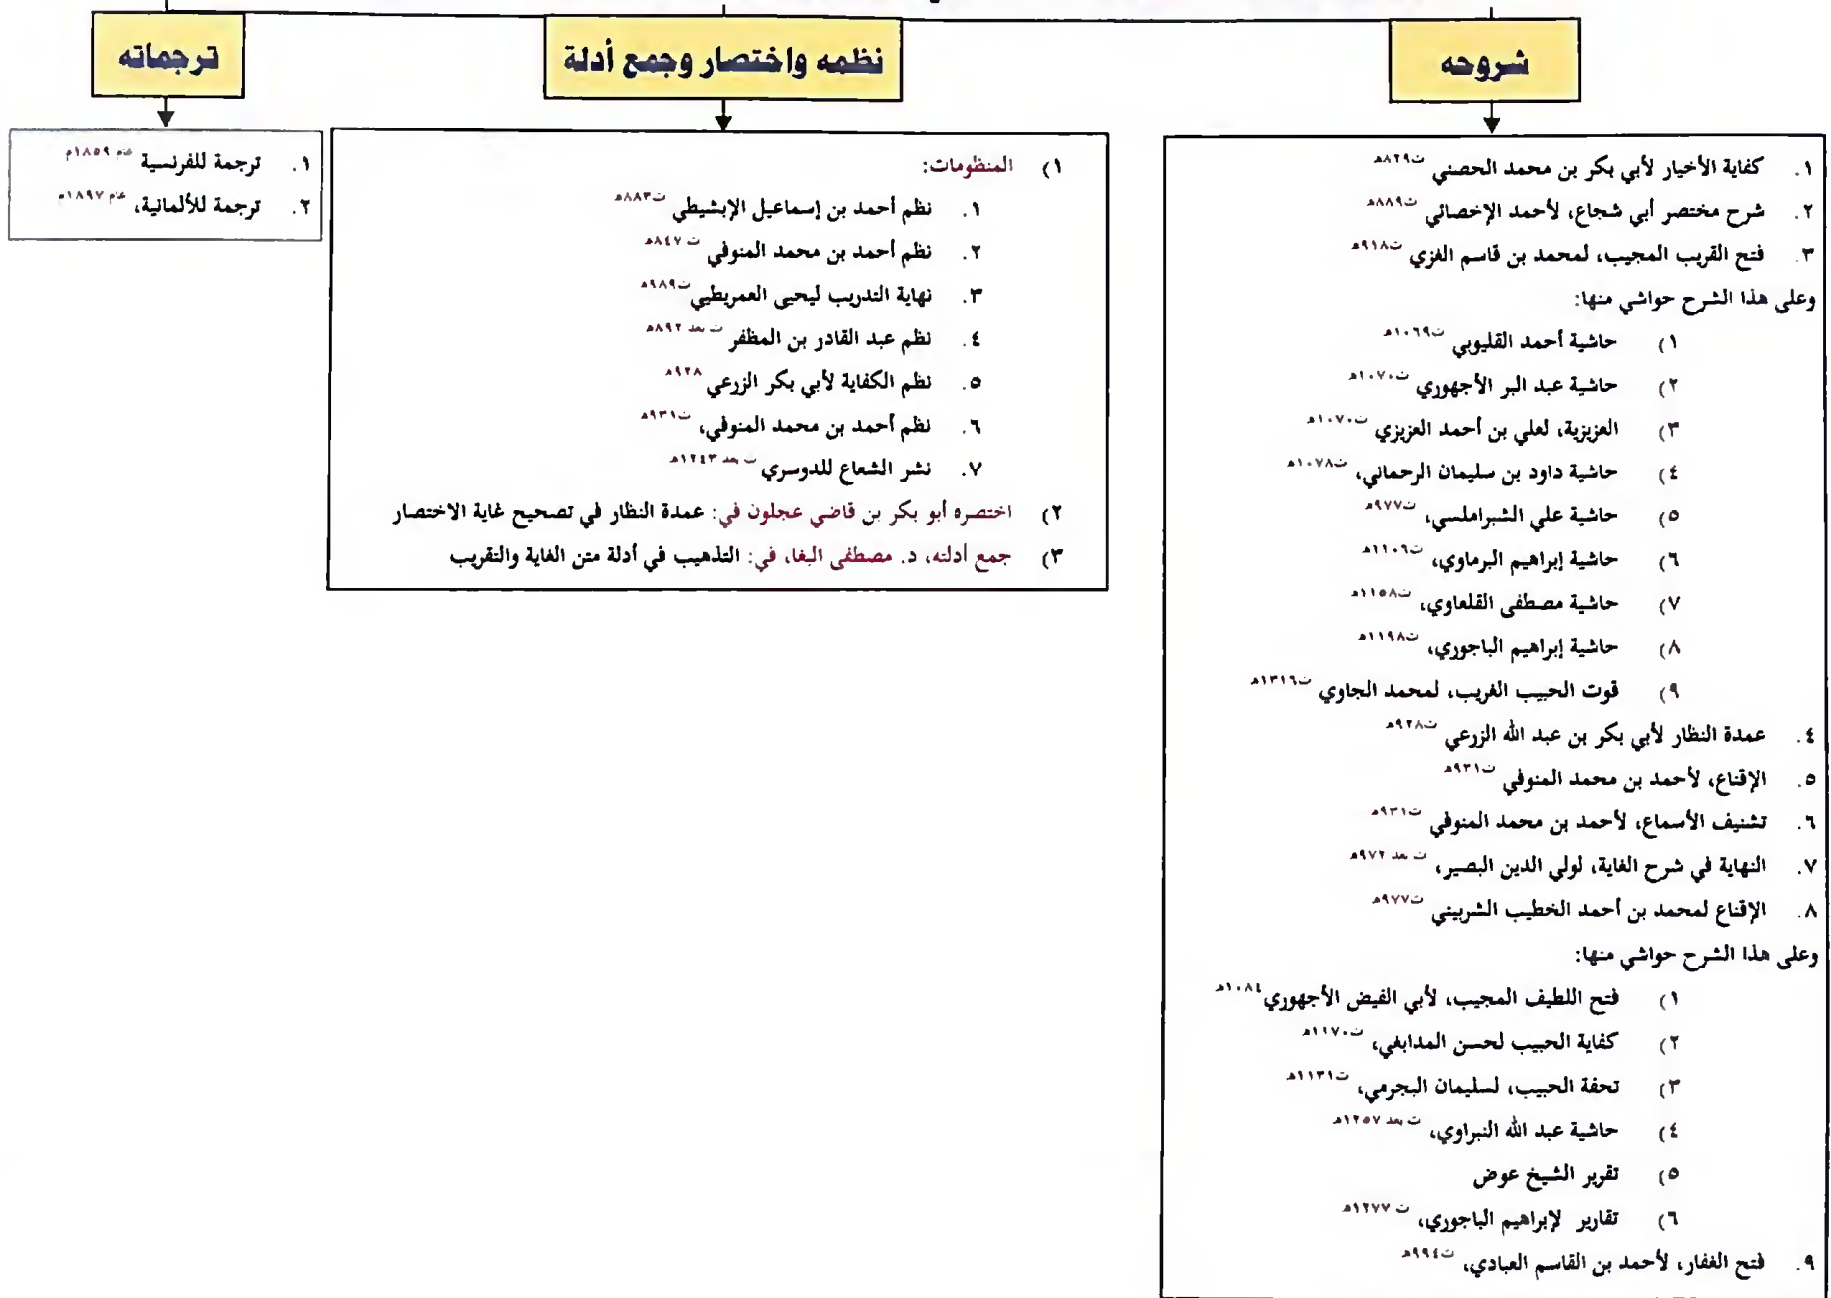 شروحه
١. كفاية الأخيار لأبي بكر بن محمد الحصني ت٨٢٩هـ
٢. شرح مختصر أبي شجاع، لأحمد الإخصائي ت٨٨٩هـ
٣. فتح القريب المجيب، لمحمد بن قاسم الغزي ت٩١٨هـ
وعلى هذا الشرح حواشي منها:
١) حاشية أحمد القليوبي ت١٠٦٩هـ
٢) حاشية عبد البر الأجهوري ت١٠٧٠هـ
٣) العزيزية، لعلي بن أحمد العزيزي ت١٠٧٠هـ
٤) حاشية داود بن سليمان الرحماني، ت١٠٧٨هـ
٥) حاشية علي الشبراملسي، ت٩٧٧هـ
٦) حاشية إبراهيم البرماوي، ت١١٠٦هـ
٧) حاشية مصطفى القلعاوي، ت١١٥٨هـ
٨) حاشية إبراهيم الباجوري، ت١١٩٨هـ
٩) قوت الحبيب الغريب، لمحمد الجاوي ت١٣١٦هـ
٤. عمدة النظار لأبي بكر بن عبد الله الزرعي ت٩٢٨هـ
٥. الإقناع، لأحمد بن محمد المنوفي ت٩٣١هـ
٦. تشنيف الأسماع، لأحمد بن محمد المنوفي ت٩٣١هـ
٧. النهاية في شرح الغاية، لولي الدين البصير، ت بعد ٩٧٢هـ
٨. الإقناع لمحمد بن أحمد الخطيب الشربيني ت٩٧٧هـ
وعلى هذا الشرح حواشي منها:
١) فتح اللطيف المجيب، لأبي الفيض الأجهوري ١٠٨٤هـ
٢) كفاية الحبيب لحسن المدابغي، ت١١٧٠هـ
٣) تحفة الحبيب، لسليمان البجرمي، ت١١٣١هـ
٤) حاشية عبد الله النبراوي، ت بعد ١٢٥٧هـ
٥) تقرير الشيخ عوض
٦) تقارير لإبراهيم الباجوري، ت ١٢٧٧هـ
٩. فتح الغفار، لأحمد بن القاسم العبادي، ت٩٩٤هـ
نظمه واختصار وجمع أدلة
١) المنظومات:
١. نظم أحمد بن إسماعيل الإبشيطي ت٨٨٣هـ
٢. نظم أحمد بن محمد المنوفي ت ٨٤٧هـ
٣. نهاية التدريب ليحيى العمريطيي ت٩٨٩هـ
٤. نظم عبد القادر بن المظفر ت بعد ٨٩٢هـ
٥. نظم الكفاية لأبي بكر الزرعي ٩٢٨هـ
٦. نظم أحمد بن محمد المنوفي، ت٩٣١هـ
٧. نشر الشعاع للدوسري ت بعد ١٢٤٣هـ
٢) اختصره أبو بكر بن قاضي عجلون في: عمدة النظار في تصحيح غاية الاختصار
٣) جمع أدلته، د. مصطفى البغا، في: التذهيب في أدلة متن الغاية والتقريب
ترجماته
١. ترجمة للفرنسية عام ١٨٥٩م
٢. ترجمة للألمانية، عام ١٨٩٧م